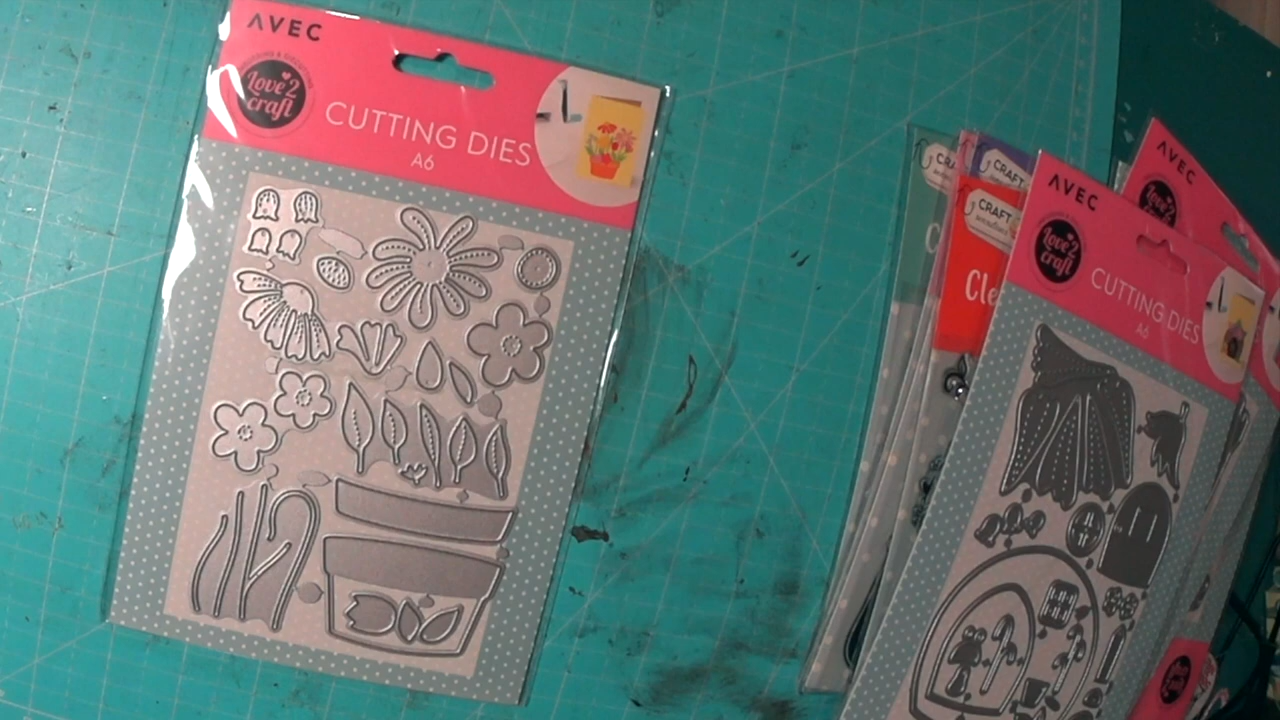 AVEC
Love2
craft
CUTTING DIES
A6
CRAFT
CRAFT
Cle
AVEC
Love2
craft
CUTTING DIES
A6
AVEC